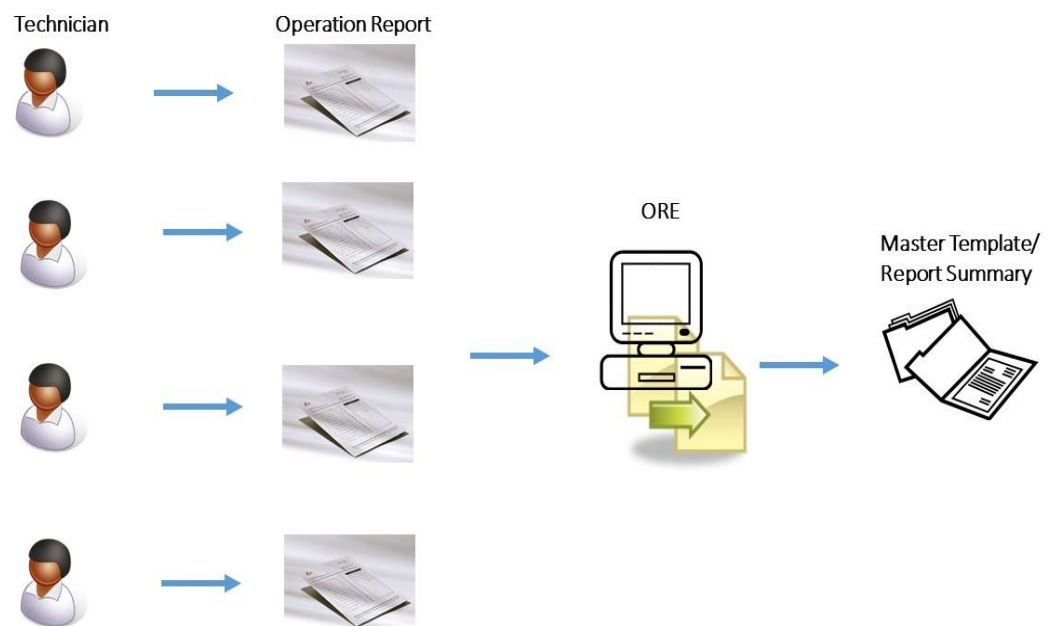 Technician
Operation Report
ORE
Master Template/
Report Summary